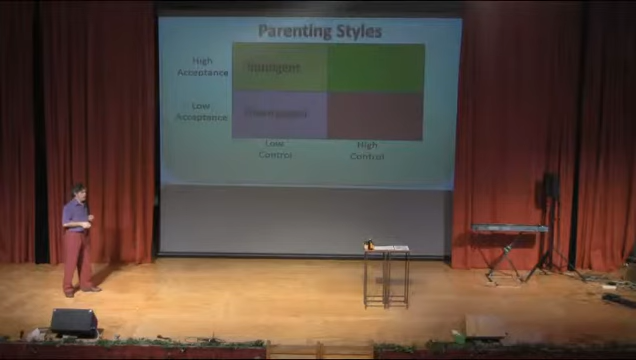 Parenting Styles
High
Acceptance
Indulgent
Low
Acceptance
Low
Control
High
Control